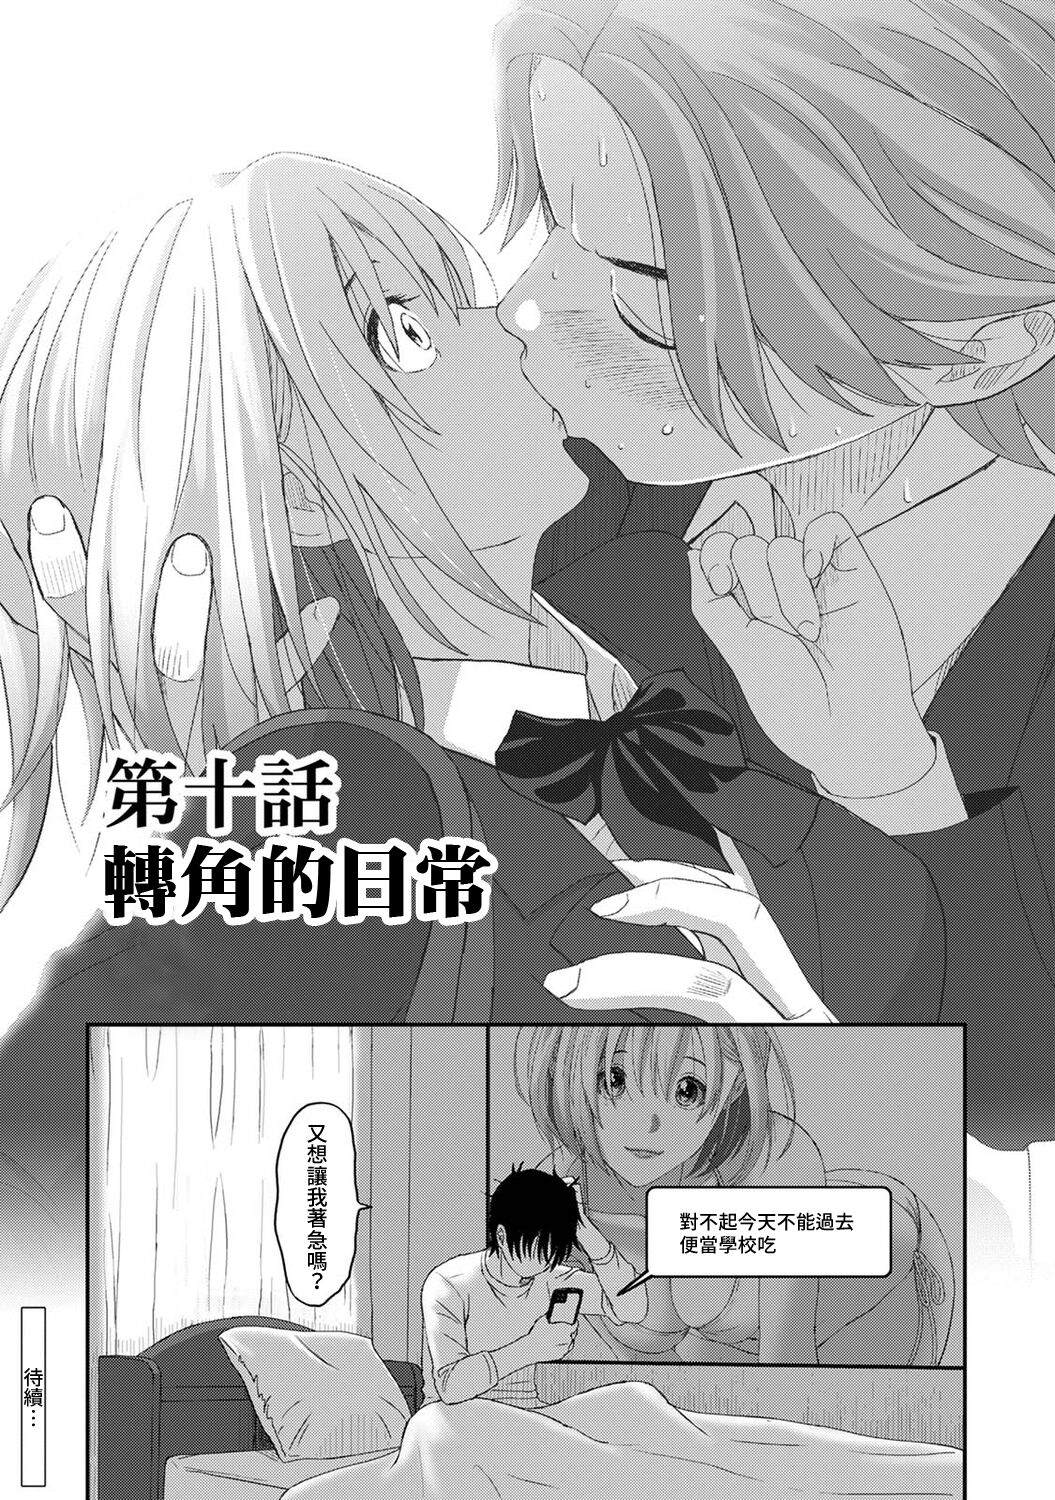 第十話
轉角的日常
對不起今天不能過去
便當學校吃
又想讓我著急嗎？
待續…